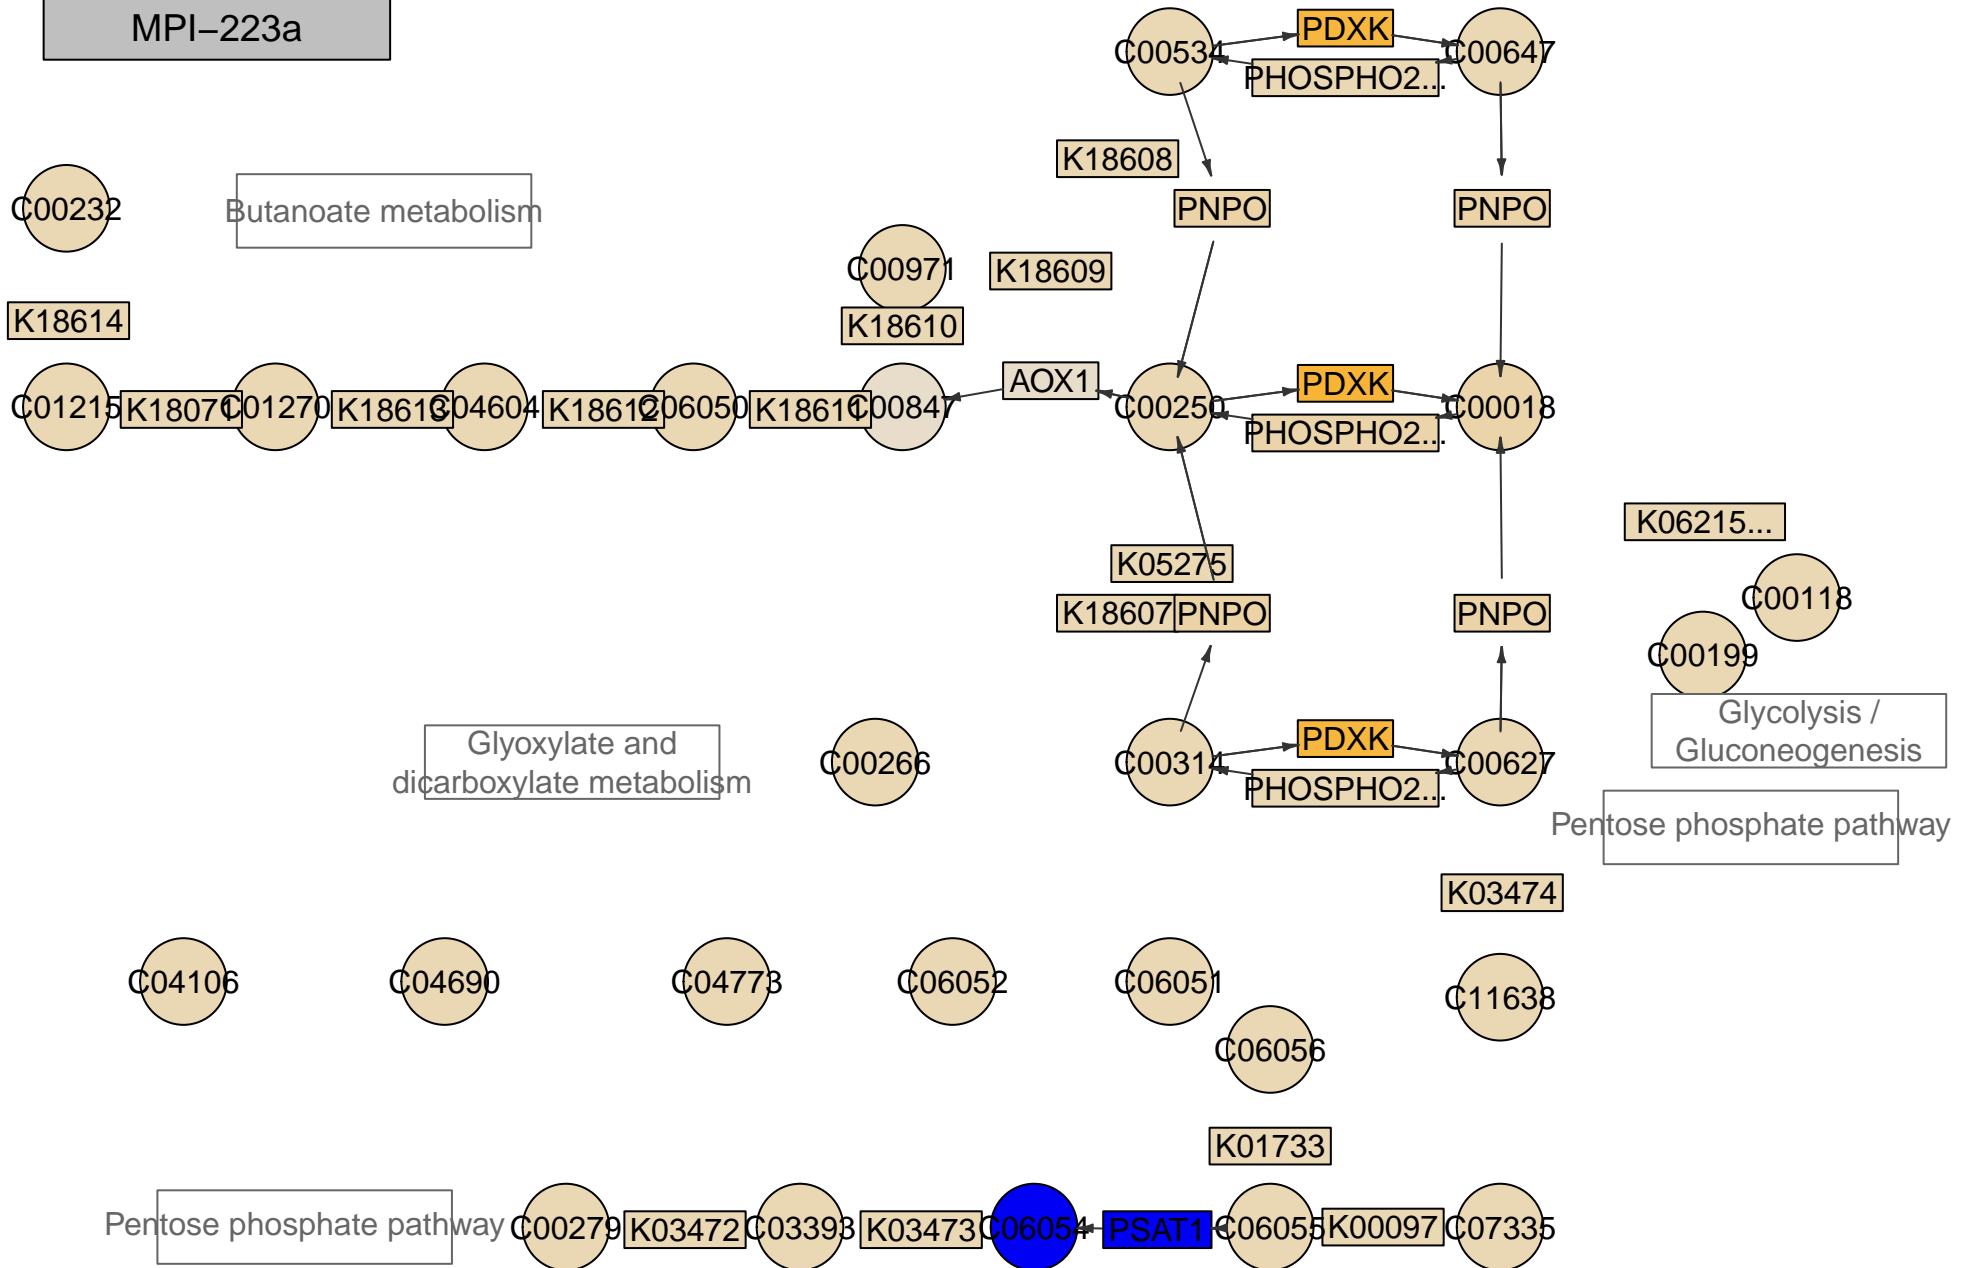 MPI−223a
C00534
PDXK
C00647
PHOSPHO2...
K18608
C00232
Butanoate metabolism
PNPO
PNPO
C00971
K18609
K18614
K18610
C01215
K18071
C01270
K18613
C04604
K18612
C06050
K18611
C00847
AOX1
C00250
PDXK
C00018
PHOSPHO2...
K06215...
K05275
K18607
PNPO
PNPO
C00118
C00199
Glycolysis /
Gluconeogenesis
Glyoxylate and
dicarboxylate metabolism
C00266
C00314
PDXK
C00627
PHOSPHO2...
Pentose phosphate pathway
K03474
C04106
C04690
C04773
C06052
C06051
C11638
C06056
K01733
Pentose phosphate pathway
C00279
K03472
C03393
K03473
C06054
PSAT1
C06055
K00097
C07335